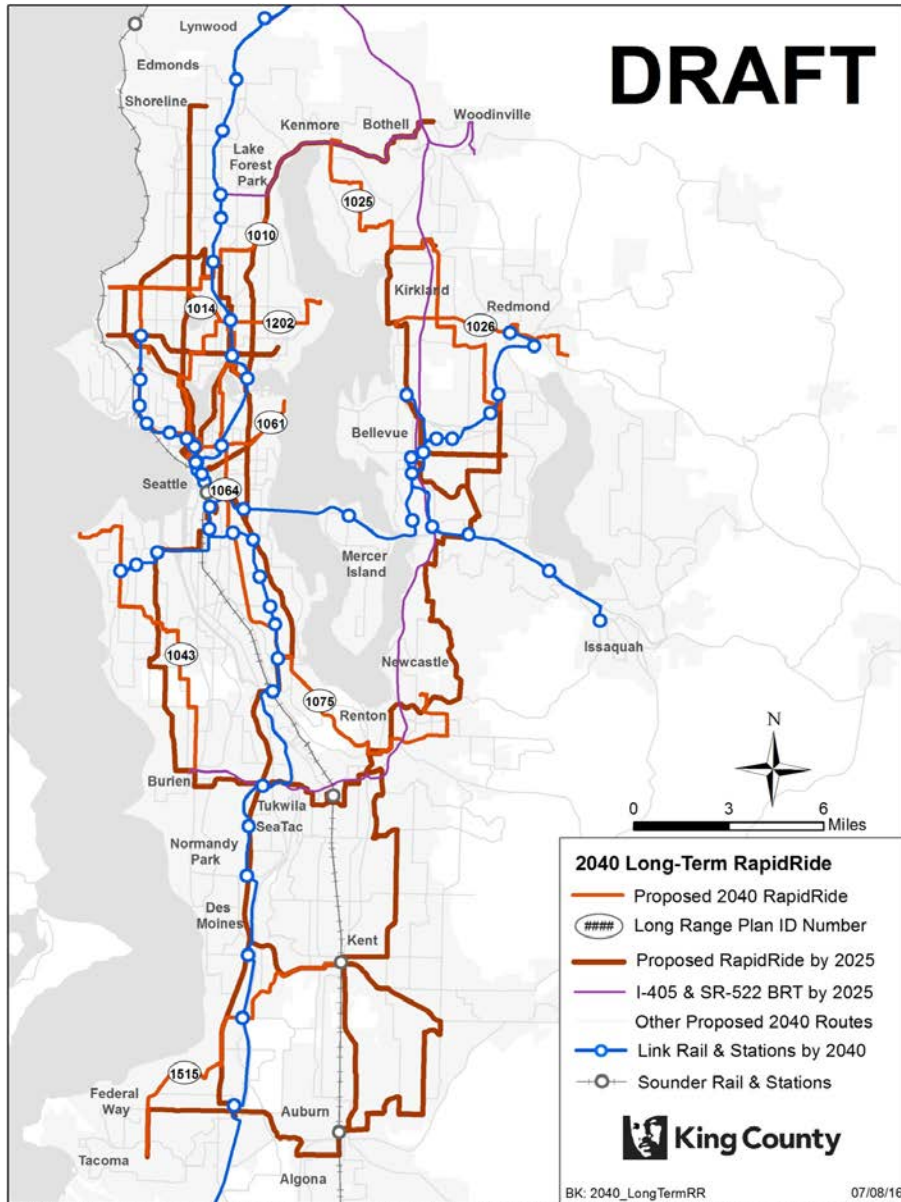 DRAFT
Lynwood
Edmonds
Shoreline
Kenmore
Bothell
Woodinville
Lake
Forest
Park
1025
1010
Kirkland
Redmond
1014
1202
1026
1061
Bellevue
Seattle
1064
Mercer
Island
Issaquah
1043
Newcastle
1075
Renton
N
Burien
Tukwila
SeaTac
0 3 6
Miles
Normandy
Park
Des
Moines
Kent
1515
Federal
Way
Auburn
Tacoma
Algona
2040 Long-Term RapidRide
Proposed 2040 RapidRide
#### Long Range Plan ID Number
Proposed RapidRide by 2025
I-405 & SR-522 BRT by 2025
Other Proposed 2040 Routes
Link Rail & Stations by 2040
Sounder Rail & Stations
King County
BK: 2040_LongTermRR 07/08/16